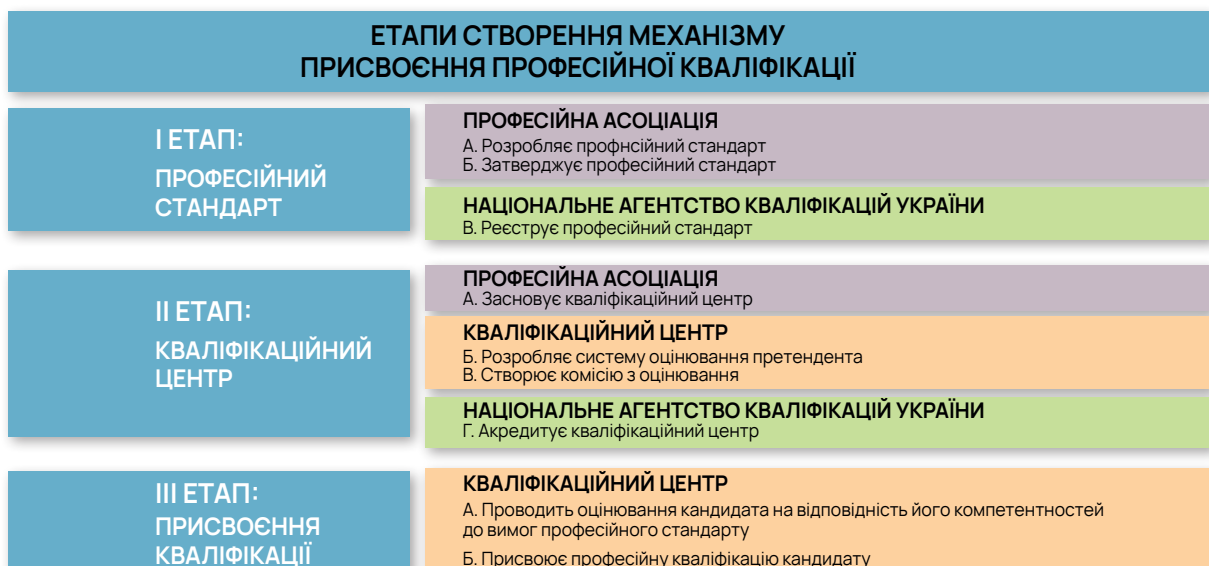 ЕТАПИ СТВОРЕННЯ МЕХАНІЗМУ
ПРИСВОЄННЯ ПРОФЕСІЙНОЇ КВАЛІФІКАЦІЇ
І ЕТАП:
ПРОФЕСІЙНИЙ
СТАНДАРТ
ПРОФЕСІЙНА АСОЦІАЦІЯ
А. Розробляє профнсійний стандарт
Б. Затверджує професійний стандарт
НАЦІОНАЛЬНЕ АГЕНТСТВО КВАЛІФІКАЦІЙ УКРАЇНИ
В. Реєструє професійний стандарт
ІІ ЕТАП:
КВАЛІФІКАЦІЙНИЙ
ЦЕНТР
ПРОФЕСІЙНА АСОЦІАЦІЯ
А. Засновує кваліфікаційний центр
КВАЛІФІКАЦІЙНИЙ ЦЕНТР
Б. Розробляє систему оцінювання претендента
В. Створює комісію з оцінювання
НАЦІОНАЛЬНЕ АГЕНТСТВО КВАЛІФІКАЦІЙ УКРАЇНИ
Г. Акредитує кваліфікаційний центр
ІІІ ЕТАП:
ПРИСВОЄННЯ
КВАЛІФІКАЦІЇ
КВАЛІФІКАЦІЙНИЙ ЦЕНТР
А. Проводить оцінювання кандидата на відповідність його компетентностей
до вимог професійного стандарту
Б. Присвоює професійну кваліфікацію кандидату